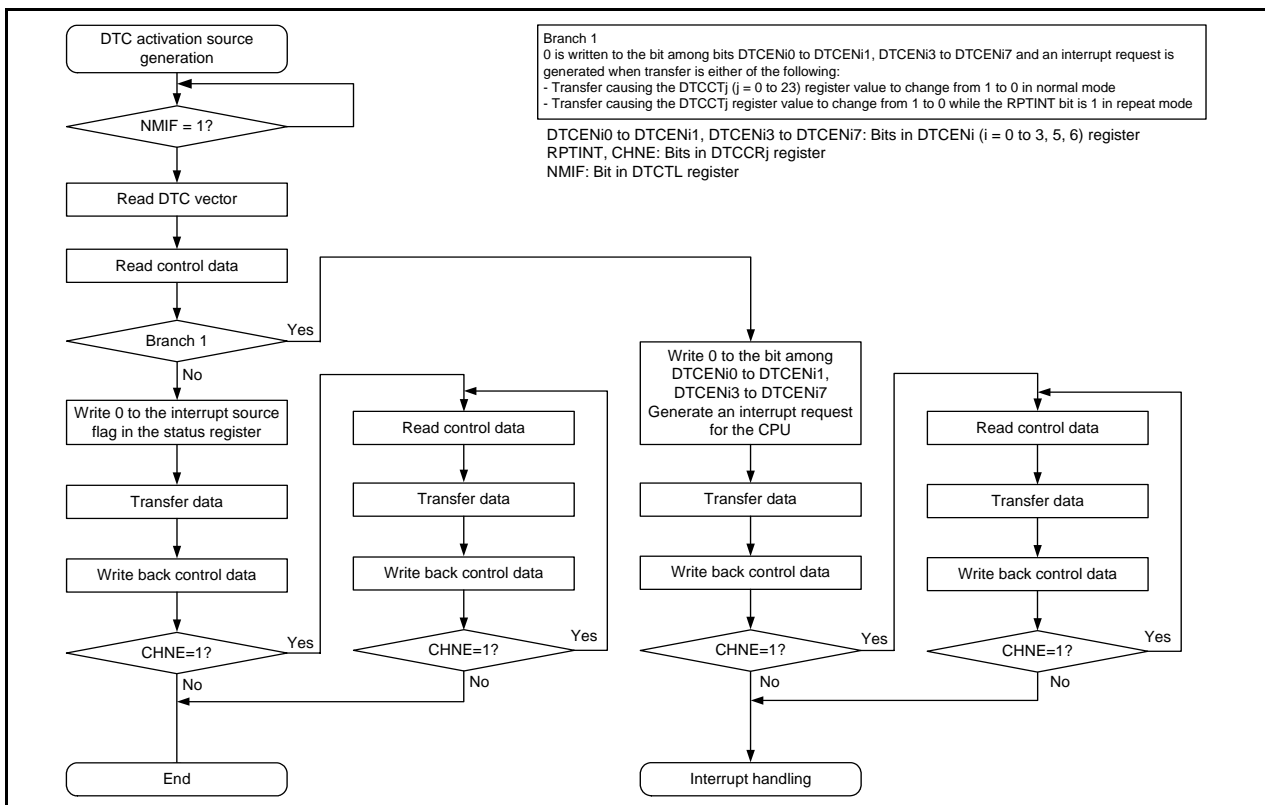 DTC activation source
generation
NMIF = 1?
Read DTC vector
Read control data
Branch 1
Yes
No
Write 0 to the interrupt source
flag in the status register
Transfer data
Write back control data
CHNE=1?
Yes
No
End
Read control data
Transfer data
Write back control data
CHNE=1?
Yes
No
Branch 1
0 is written to the bit among bits DTCENi0 to DTCENi1, DTCENi3 to DTCENi7 and an interrupt request is
generated when transfer is either of the following:
- Transfer causing the DTCCTj (j = 0 to 23) register value to change from 1 to 0 in normal mode
- Transfer causing the DTCCTj register value to change from 1 to 0 while the RPTINT bit is 1 in repeat mode
DTCENi0 to DTCENi1, DTCENi3 to DTCENi7: Bits in DTCENi (i = 0 to 3, 5, 6) register
RPTINT, CHNE: Bits in DTCCRj register
NMIF: Bit in DTCTL register
Write 0 to the bit among
DTCENi0 to DTCENi1,
DTCENi3 to DTCENi7
Generate an interrupt request
for the CPU
Transfer data
Write back control data
CHNE=1?
Yes
No
Interrupt handling
Read control data
Transfer data
Write back control data
CHNE=1?
Yes
No